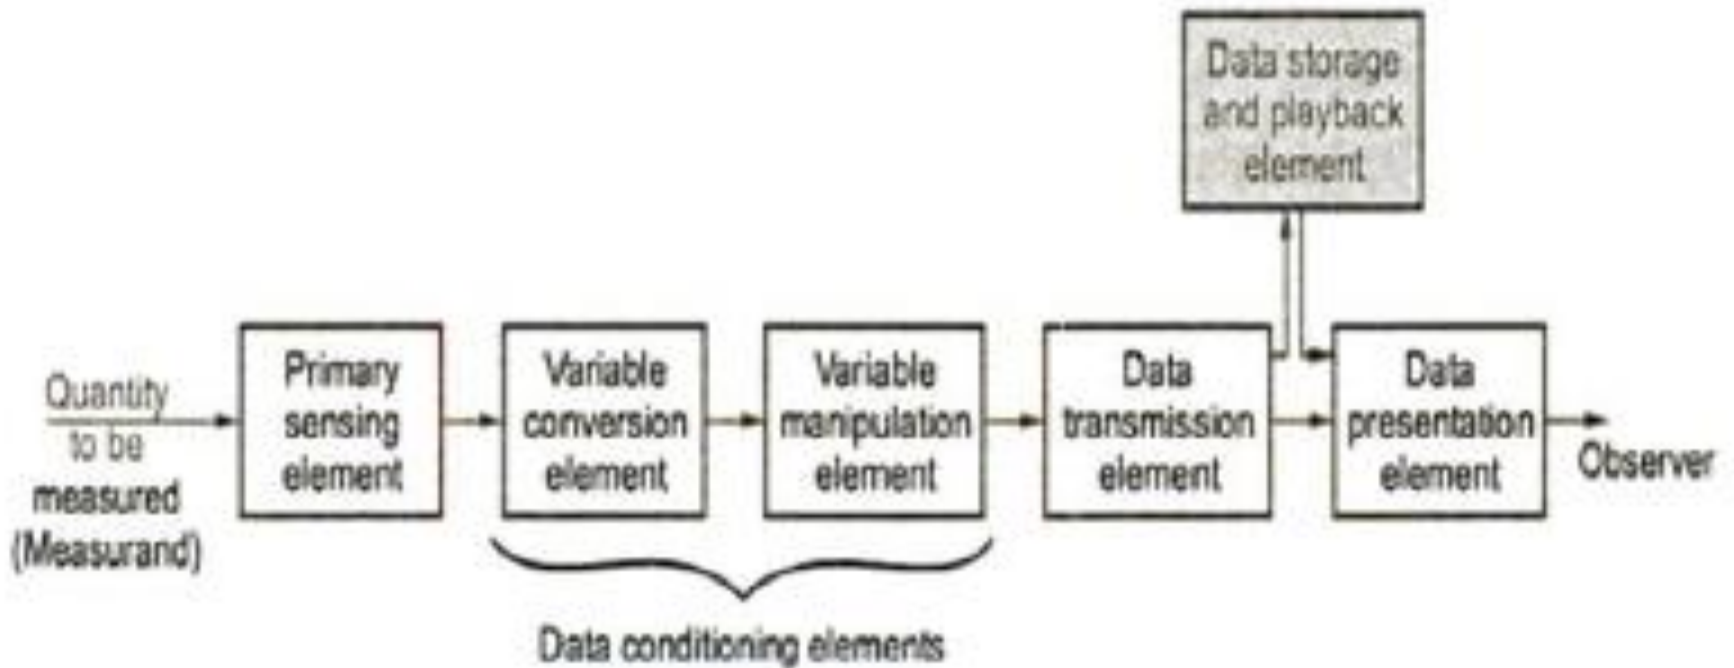 Data storage
and playback
element
Quantity
to be
measured
(Measurand)
Primary
sensing
element
Variable
conversion
element
Variable
manipulation
element
Data
transmission
element
Data
presentation
element
Observer
Data conditioning elements